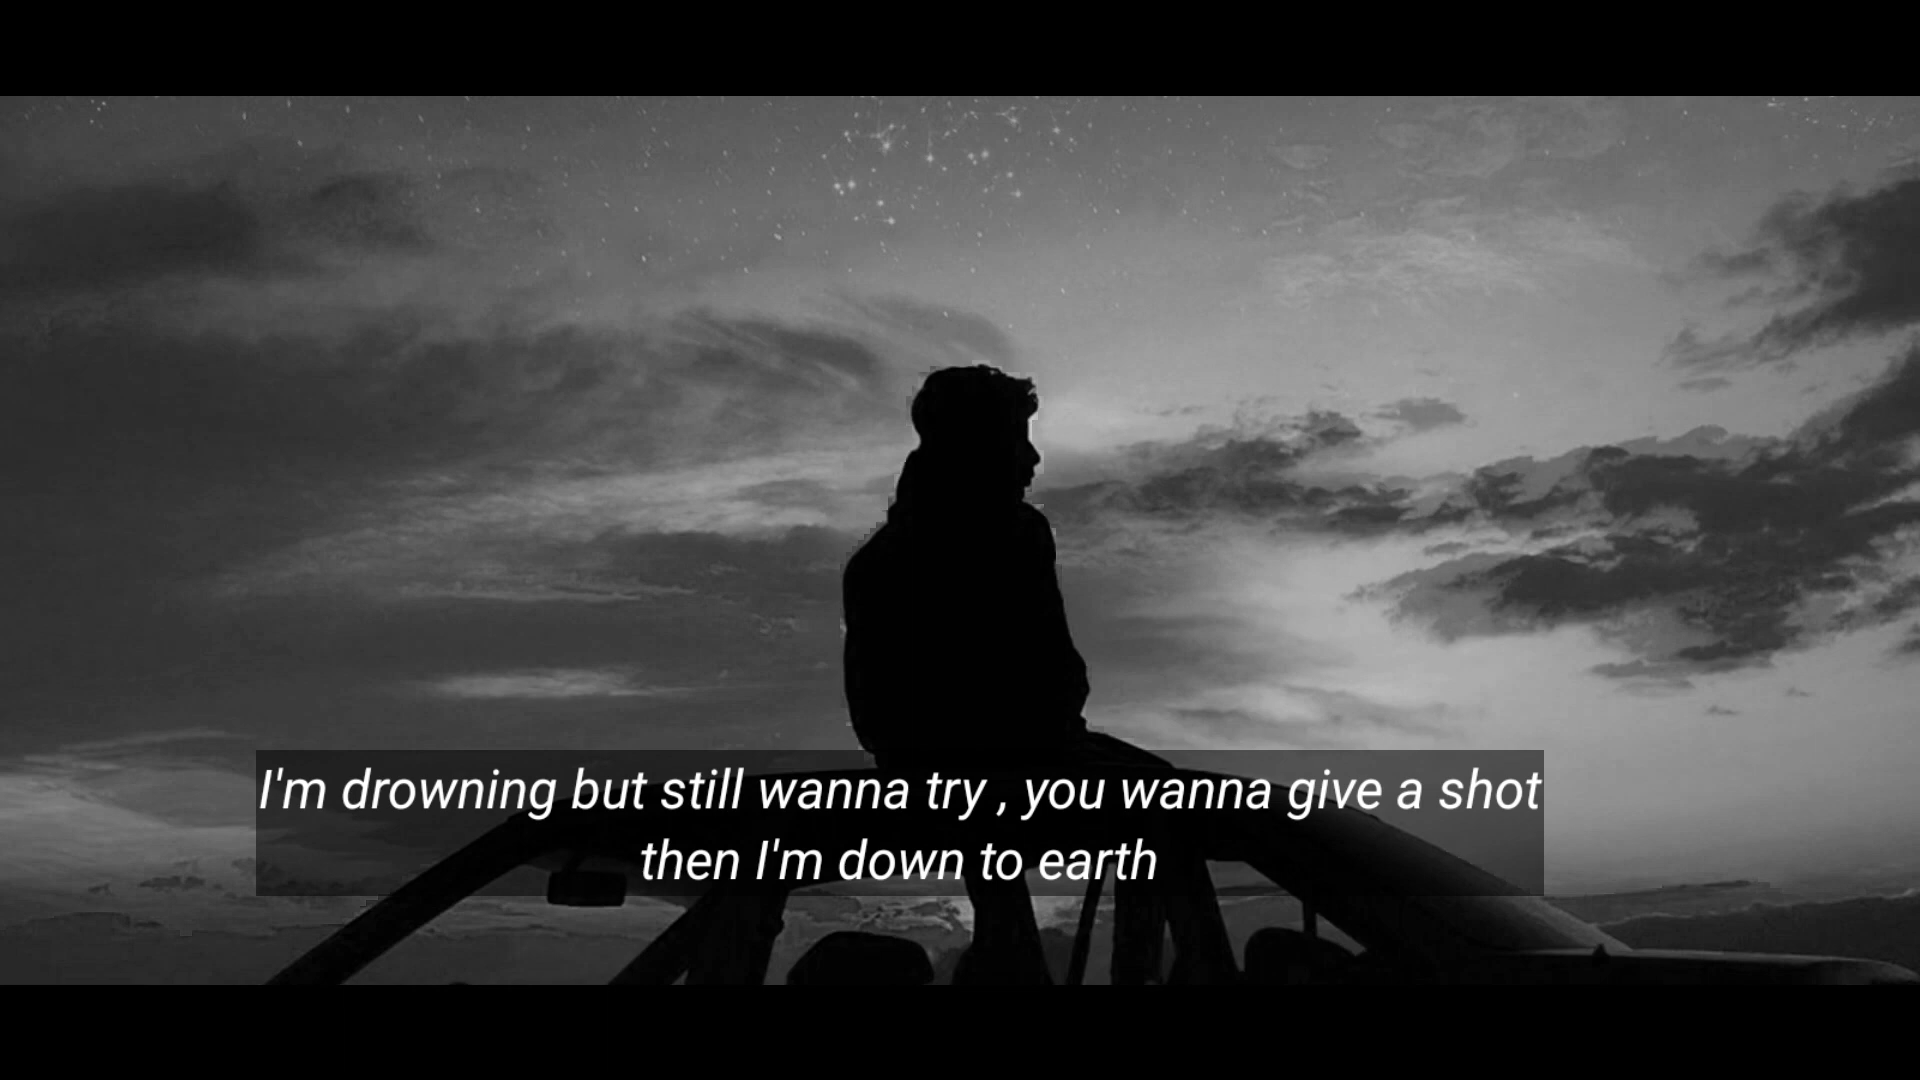 I'm drowning but still wanna try , you wanna give a shot
then I'm down to earth